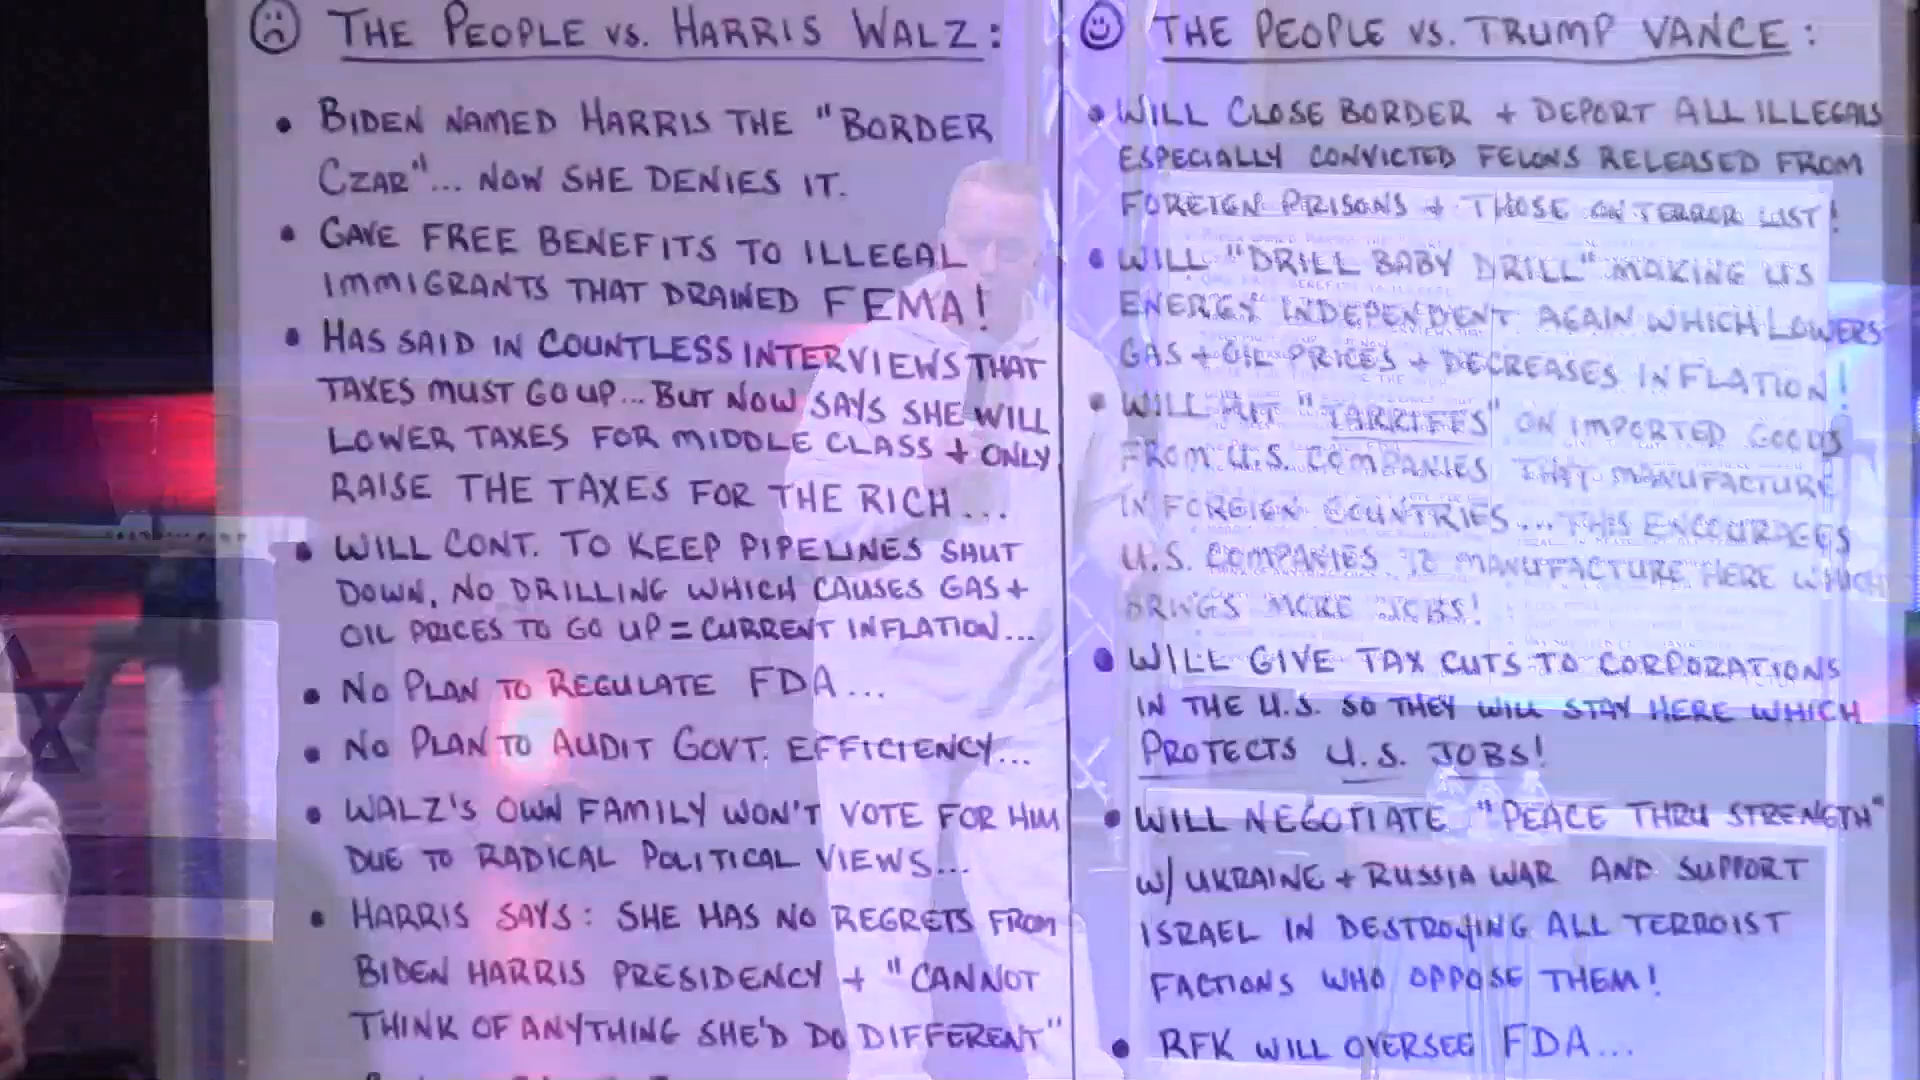 THE PEOPLE VS. HARRIS WALZ:
• BIDEN NAMED HARRIS THE "BORDER
CZAR"... NOW SHE DENIES IT.
• GAVE FREE BENEFITS TO ILLEGAL
IMMIGRANTS THAT DRAINED FEMA!
• HAS SAID IN COUNTLESS INTERVIEWS THAT
TAXES MUST GO UP... BUT NOW SAYS SHE WILL
LOWER TAXES FOR MIDDLE CLASS + ONLY
RAISE THE TAXES FOR THE RICH...
• WILL CONT. TO KEEP PIPELINES SHUT
DOWN, NO DRILLING WHICH CAUSES GAS +
OIL PRICES TO GO UP = CURRENT INFLATION...
• NO PLAN TO REGULATE FDA...
• NO PLAN TO AUDIT GOVT. EFFICIENCY...
• WALZ'S OWN FAMILY WON'T VOTE FOR HIM
DUE TO RADICAL POLITICAL VIEWS...
• HARRIS SAYS: SHE HAS NO REGRETS FROM
BIDEN HARRIS PRESIDENCY + "CANNOT
THINK OF ANYTHING SHE'D DO DIFFERENT"
THE PEOPLE VS. TRUMP VANCE:
• WILL CLOSE BORDER + DEPORT ALL ILLEGALS
ESPECIALLY CONVICTED FELONS RELEASED FROM
FOREIGN PRISONS + THOSE ON TERROR LIST!
• WILL "DRILL BABY DRILL" MAKING US
ENERGY INDEPENDENT AGAIN WHICH LOWERS
GAS + OIL PRICES + DECREASES INFLATION!
• WILL PUT "TARRIFFS" ON IMPORTED GOODS
FROM U.S. COMPANIES THAT MANUFACTURE
IN FOREIGN COUNTRIES... THIS ENCOURAGES
U.S. COMPANIES TO MANUFACTURE HERE WHICH
BRINGS MORE JOBS!
• WILL GIVE TAX CUTS TO CORPORATIONS
IN THE U.S. SO THEY WILL STAY HERE WHICH
PROTECTS U.S. JOBS!
• WILL NEGOTIATE "PEACE THRU STRENGTH"
W/ UKRAINE + RUSSIA WAR AND SUPPORT
ISRAEL IN DESTROYING ALL TERROIST
FACTIONS WHO OPPOSE THEM!
• RFK WILL OVERSEE FDA...